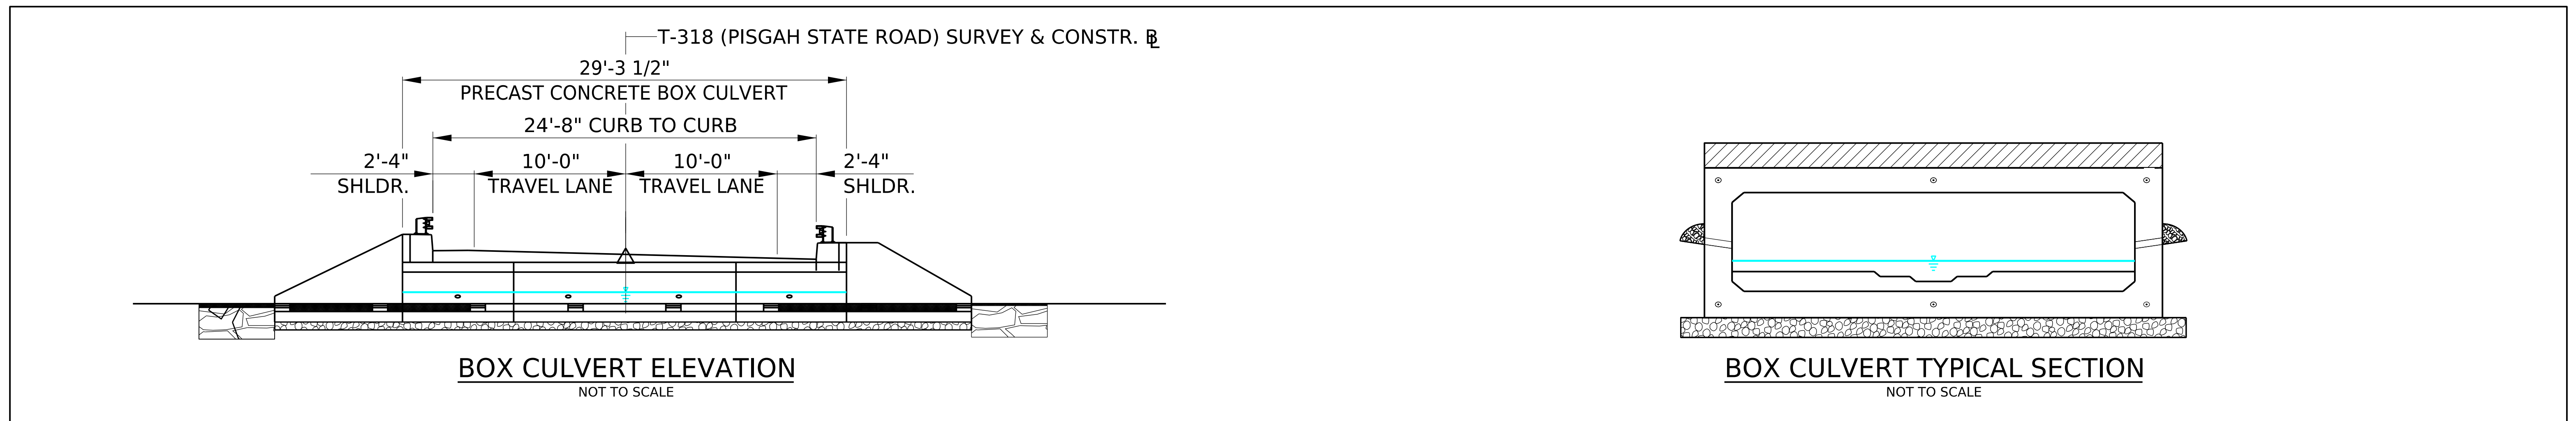 T-318 (PISGAH STATE ROAD) SURVEY & CONSTR. BL
29'-3 1/2"
PRECAST CONCRETE BOX CULVERT
24'-8" CURB TO CURB
2'-4" 10'-0" 10'-0" 2'-4"
SHLDR. TRAVEL LANE TRAVEL LANE SHLDR.
BOX CULVERT ELEVATION
NOT TO SCALE
BOX CULVERT TYPICAL SECTION
NOT TO SCALE